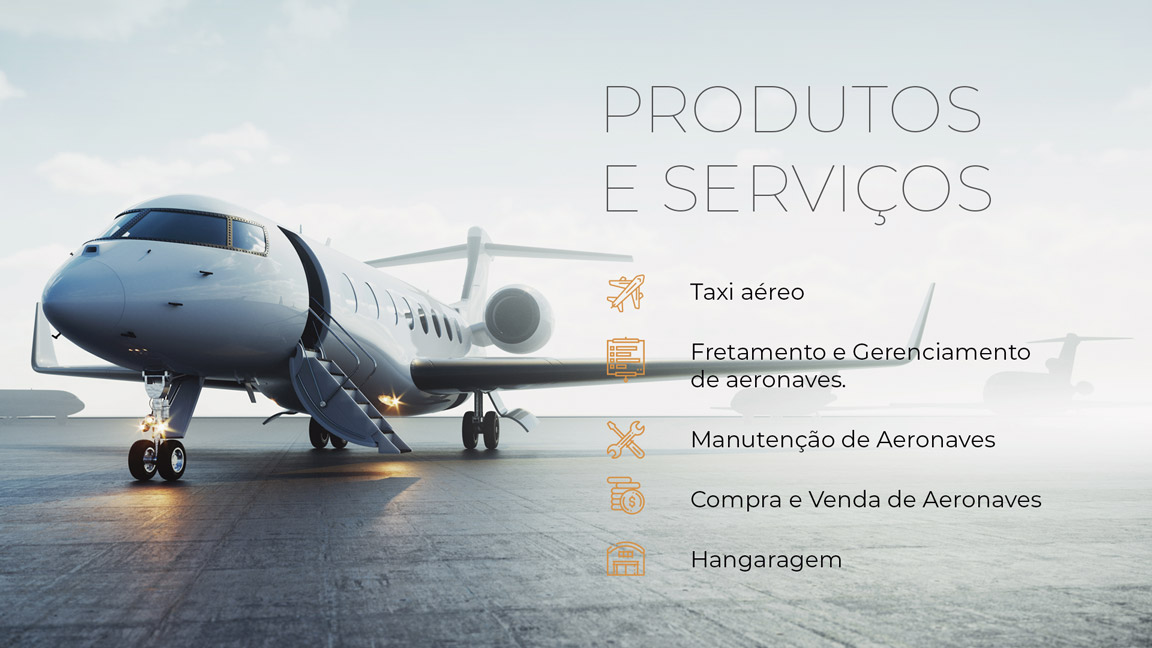 PRODUTOS
E SERVIÇOS
Taxi aéreo
Fretamento e Gerenciamento
de aeronaves.
Manutenção de Aeronaves
Compra e Venda de Aeronaves
Hangaragem